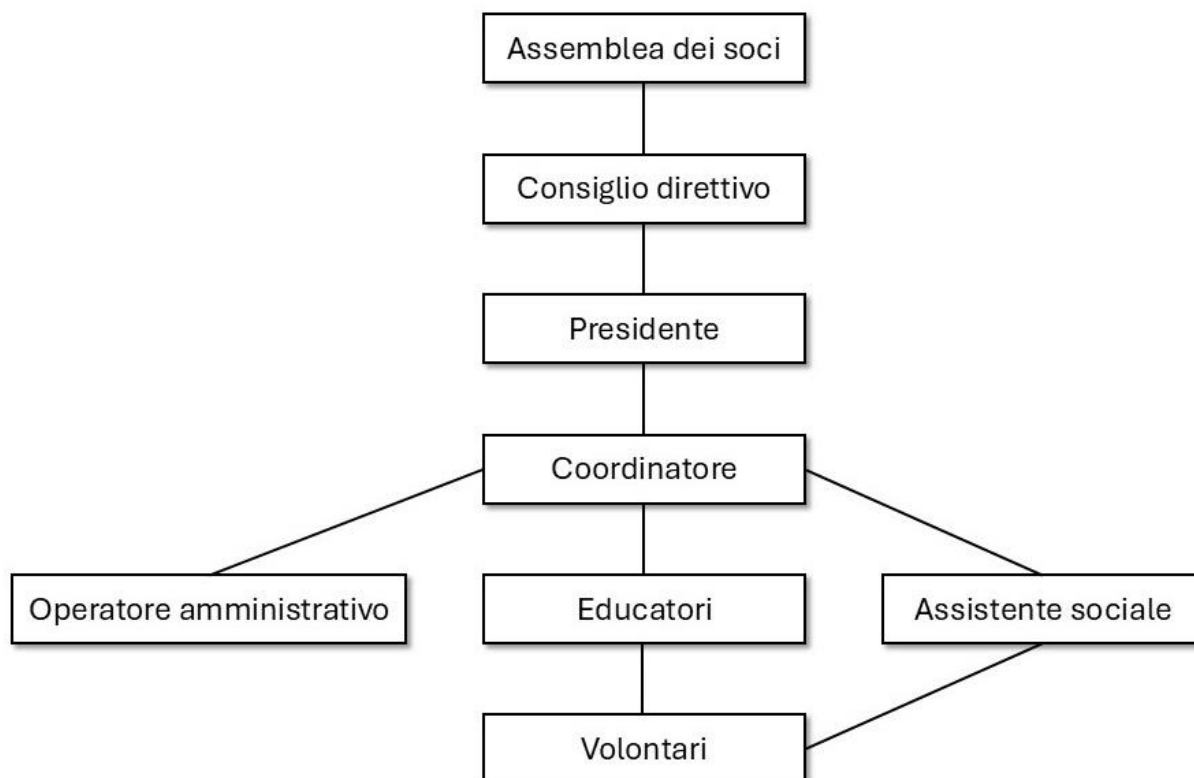 Assemblea dei soci
Consiglio direttivo
Presidente
Coordinatore
Operatore amministrativo
Educatori
Assistente sociale
Volontari